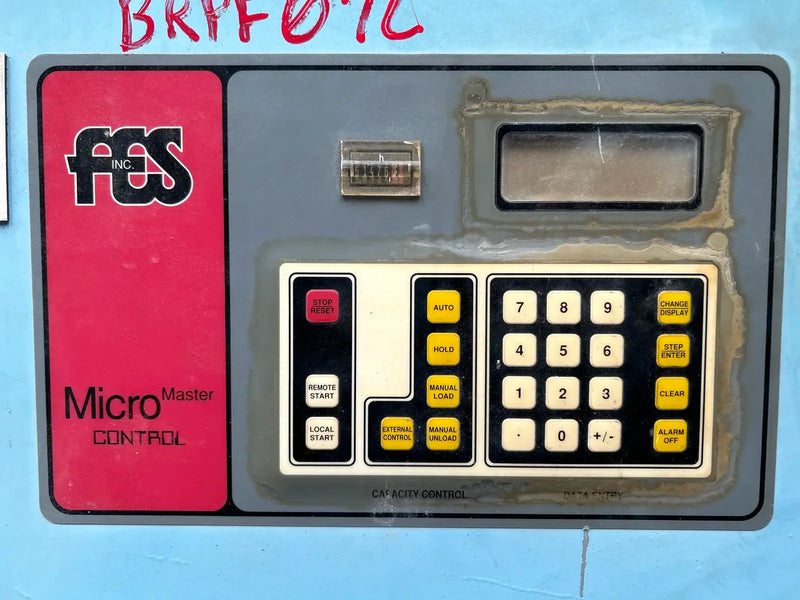 BRPF07C
FES
INC.
h
STOP
RESET
AUTO
7 8 9
CHANGE
DISPLAY
HOLD
4 5 6
STEP
ENTER
REMOTE
START
MANUAL
LOAD
1 2 3
CLEAR
LOCAL
START
EXTERNAL
CONTROL
MANUAL
UNLOAD
· 0 +/-
ALARM
OFF
Micro Master
CONTROL
CAPACITY CONTROL
DATA ENTRY